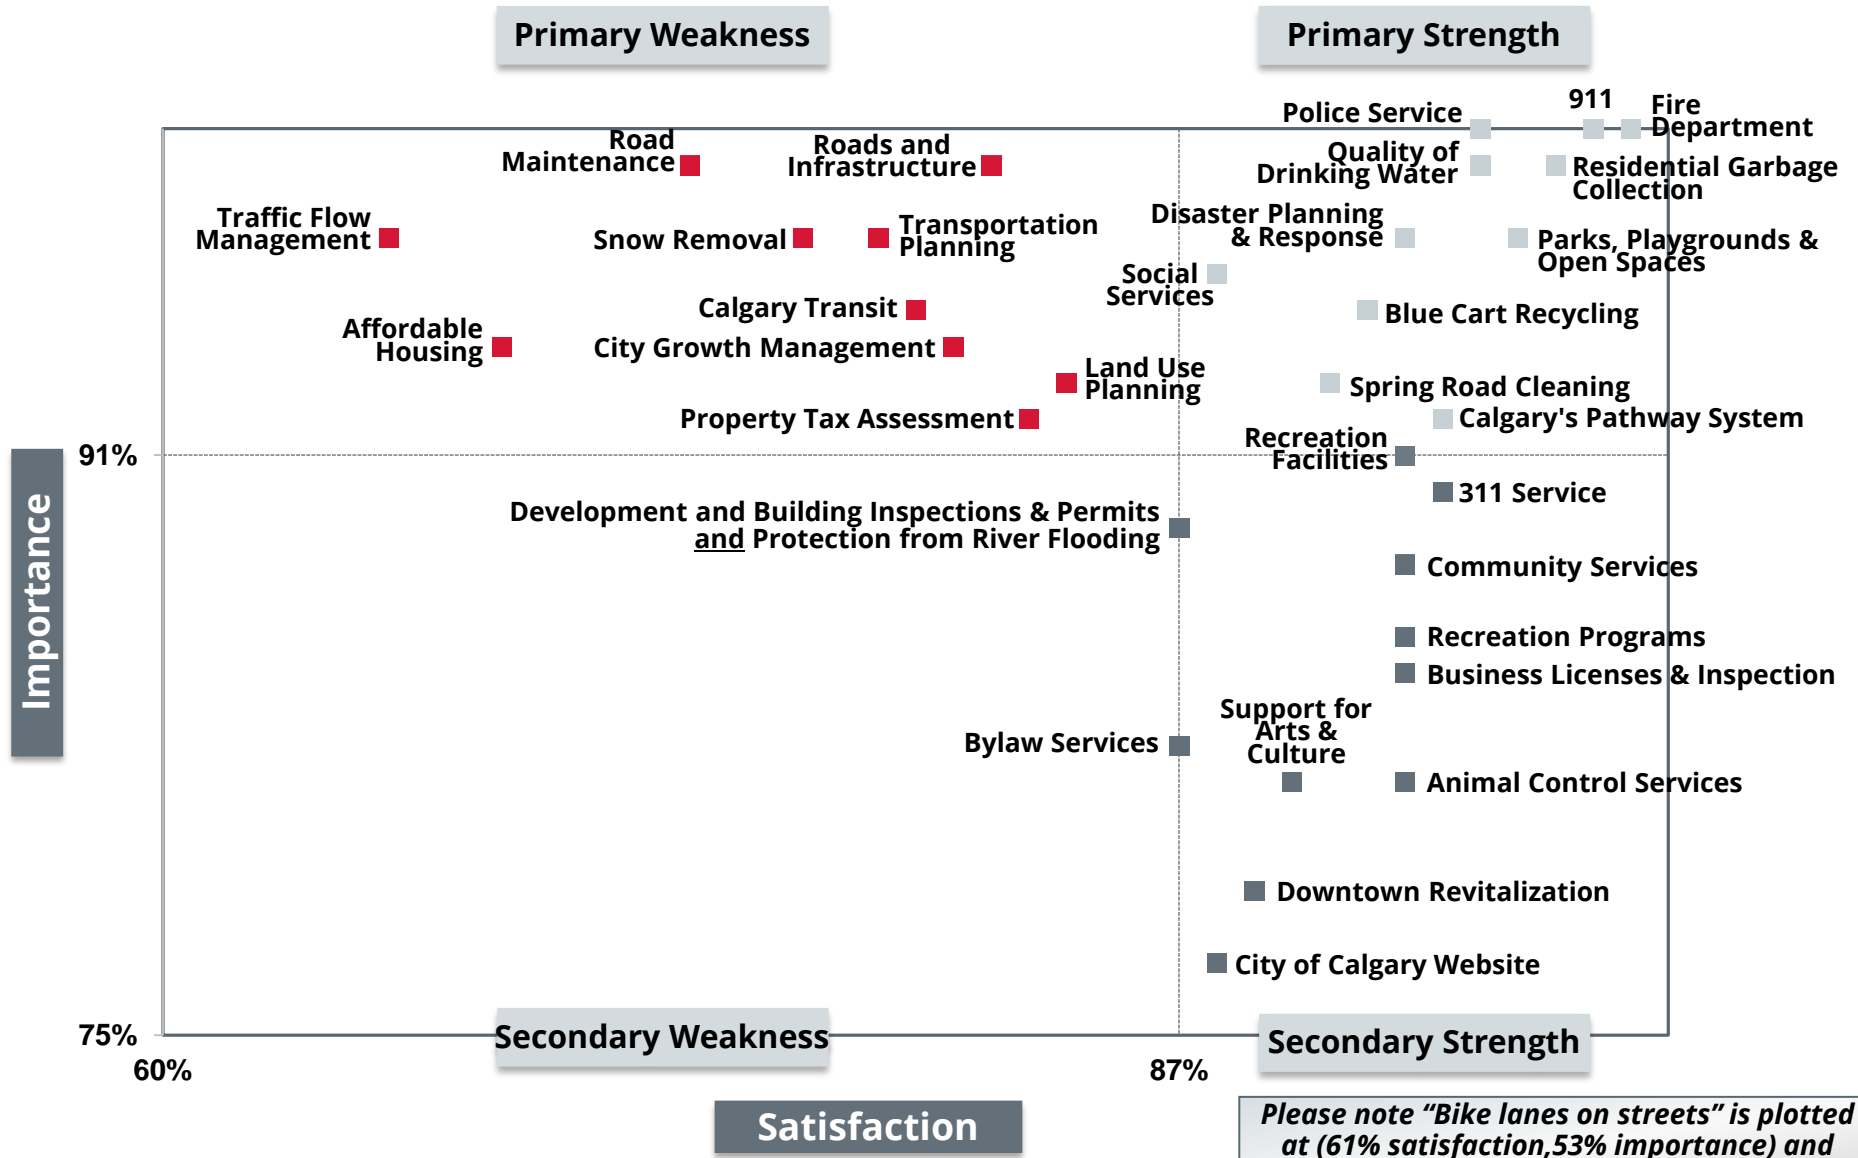 Primary Weakness
Primary Strength
911
Fire
Department
Police Service
Road
Maintenance
Roads and
Infrastructure
Quality of
Drinking Water
Residential Garbage
Collection
Traffic Flow
Management
Snow Removal
Transportation
Planning
Disaster Planning
& Response
Parks, Playgrounds &
Open Spaces
Social
Services
Calgary Transit
Blue Cart Recycling
Affordable
Housing
City Growth Management
Land Use
Planning
Spring Road Cleaning
Property Tax Assessment
Calgary's Pathway System
91%
Recreation
Facilities
311 Service
Importance
Development and Building Inspections & Permits
and Protection from River Flooding
Community Services
Recreation Programs
Business Licenses & Inspection
Support for
Arts &
Culture
Bylaw Services
Animal Control Services
Downtown Revitalization
City of Calgary Website
75%
Secondary Weakness
Secondary Strength
60%
87%
Satisfaction
Please note “Bike lanes on streets” is plotted
at (61% satisfaction,53% importance) and